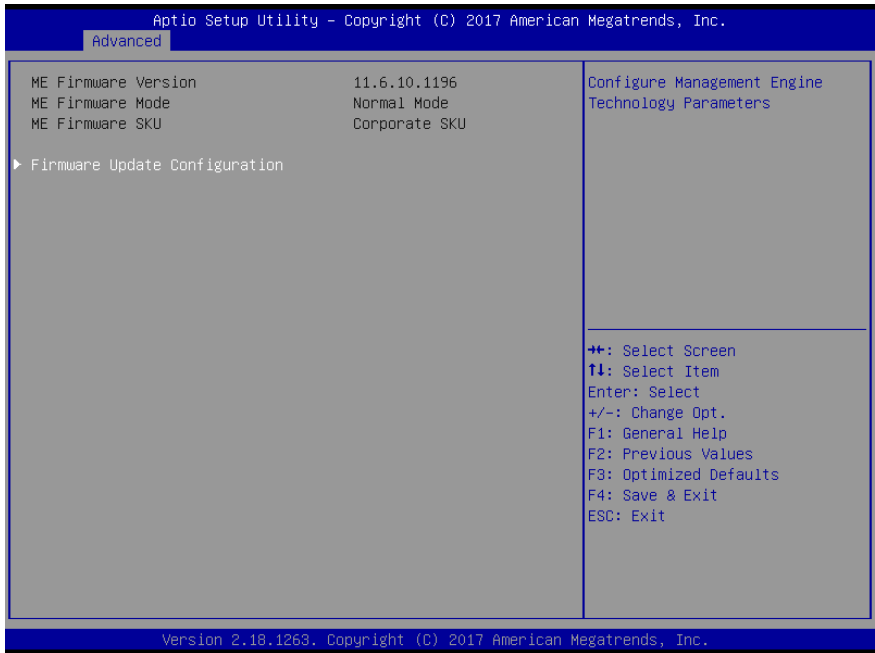 Aptio Setup Utility – Copyright (C) 2017 American Megatrends, Inc.
Advanced
ME Firmware Version 11.6.10.1196
ME Firmware Mode Normal Mode
ME Firmware SKU Corporate SKU
▶ Firmware Update Configuration
Configure Management Engine
Technology Parameters
→←: Select Screen
↑↓: Select Item
Enter: Select
+/-: Change Opt.
F1: General Help
F2: Previous Values
F3: Optimized Defaults
F4: Save & Exit
ESC: Exit
Version 2.18.1263. Copyright (C) 2017 American Megatrends, Inc.